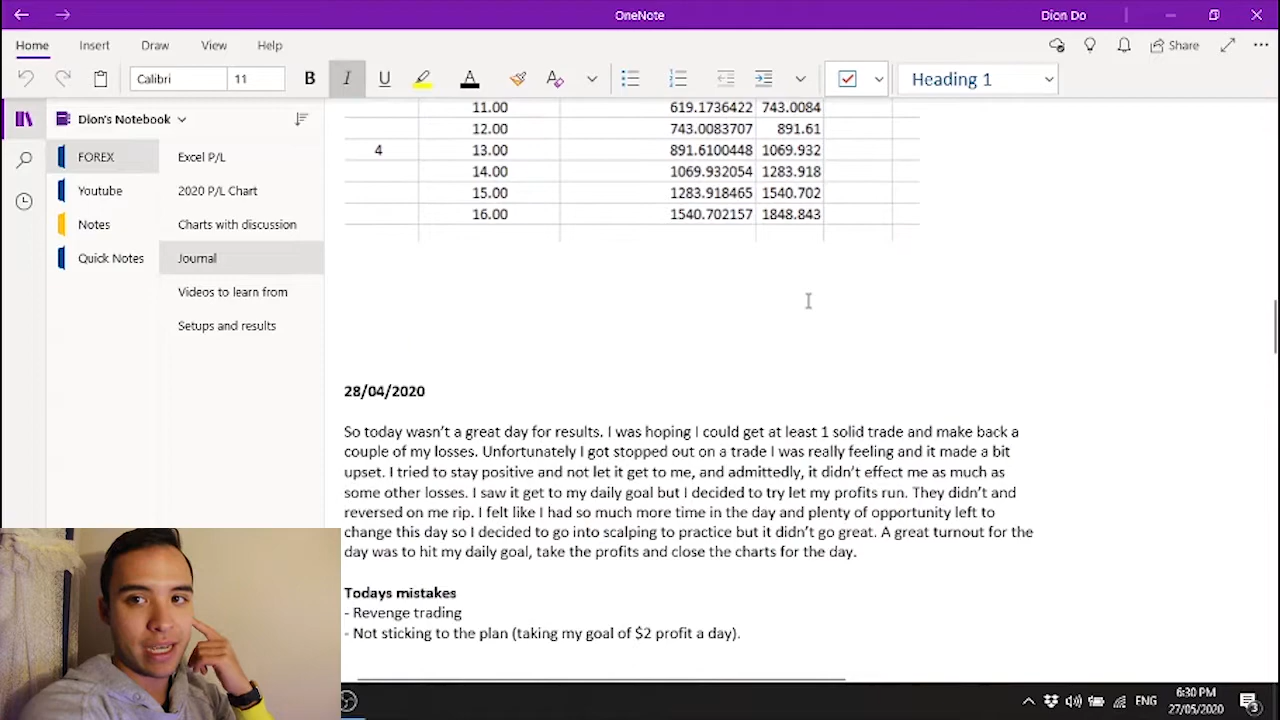 OneNote
Dion Do
Home Insert Draw View Help
Share
Calibri 11 B I U A Heading 1
Dion's Notebook
FOREX
Youtube
Notes
Quick Notes
Excel P/L
2020 P/L Chart
Charts with discussion
Journal
Videos to learn from
Setups and results
11.00 619.1736422 743.0084
12.00 743.0083707 891.61
4 13.00 891.6100448 1069.932
14.00 1069.932054 1283.918
15.00 1283.918465 1540.702
16.00 1540.702157 1848.843
28/04/2020
So today wasn't a great day for results. I was hoping I could get at least 1 solid trade and make back a
couple of my losses. Unfortunately I got stopped out on a trade I was really feeling and it made a bit
upset. I tried to stay positive and not let it get to me, and admittedly, it didn't effect me as much as
some other losses. I saw it get to my daily goal but I decided to try let my profits run. They didn't and
reversed on me rip. I felt like I had so much more time in the day and plenty of opportunity left to
change this day so I decided to go into scalping to practice but it didn't go great. A great turnout for the
day was to hit my daily goal, take the profits and close the charts for the day.
Todays mistakes
- Revenge trading
- Not sticking to the plan (taking my goal of $2 profit a day).
ENG
6:30 PM
27/05/2020
3